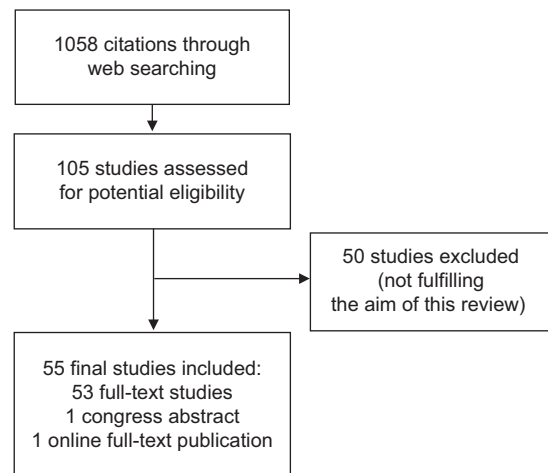 1058 citations through
web searching
105 studies assessed
for potential eligibility
50 studies excluded
(not fulfilling
the aim of this review)
55 final studies included:
53 full-text studies
1 congress abstract
1 online full-text publication